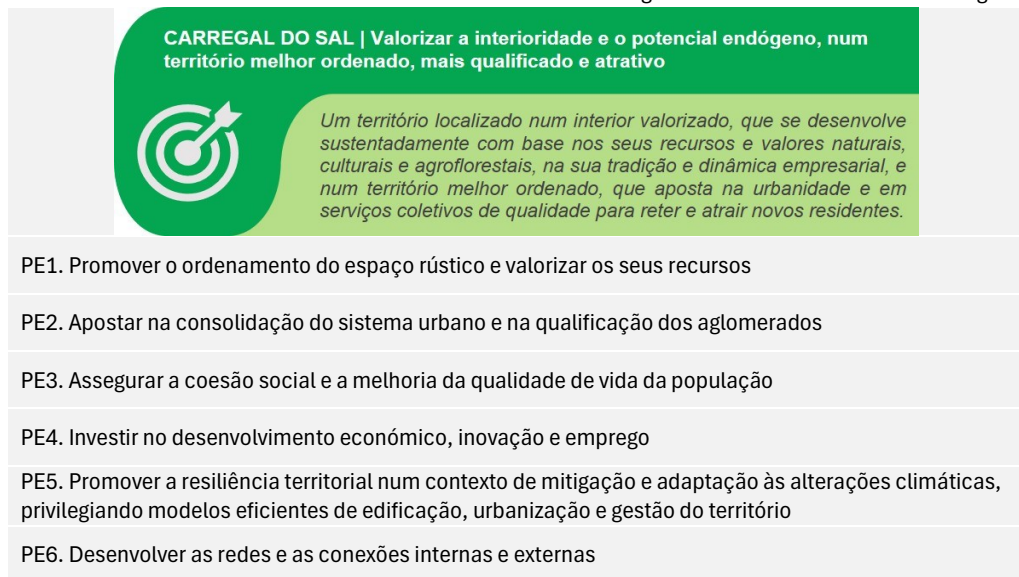 CARREGAL DO SAL | Valorizar a interioridade e o potencial endógeno, num
território melhor ordenado, mais qualificado e atrativo
Um território localizado num interior valorizado, que se desenvolve
sustentadamente com base nos seus recursos e valores naturais,
culturais e agroflorestais, na sua tradição e dinâmica empresarial, e
num território melhor ordenado, que aposta na urbanidade e em
serviços coletivos de qualidade para reter e atrair novos residentes.
PE1. Promover o ordenamento do espaço rústico e valorizar os seus recursos
PE2. Apostar na consolidação do sistema urbano e na qualificação dos aglomerados
PE3. Assegurar a coesão social e a melhoria da qualidade de vida da população
PE4. Investir no desenvolvimento económico, inovação e emprego
PE5. Promover a resiliência territorial num contexto de mitigação e adaptação às alterações climáticas,
privilegiando modelos eficientes de edificação, urbanização e gestão do território
PE6. Desenvolver as redes e as conexões internas e externas